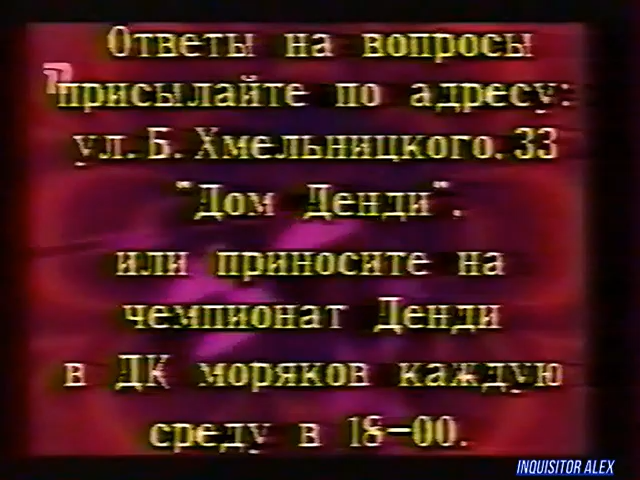 Ответы на вопросы
присылайте по адресу:
ул. Б. Хмельницкого, 33
"Дом Денди".
или приносите на
чемпионат Денди
в ДК моряков каждую
среду в 18-00.
INQUISITOR ALEX